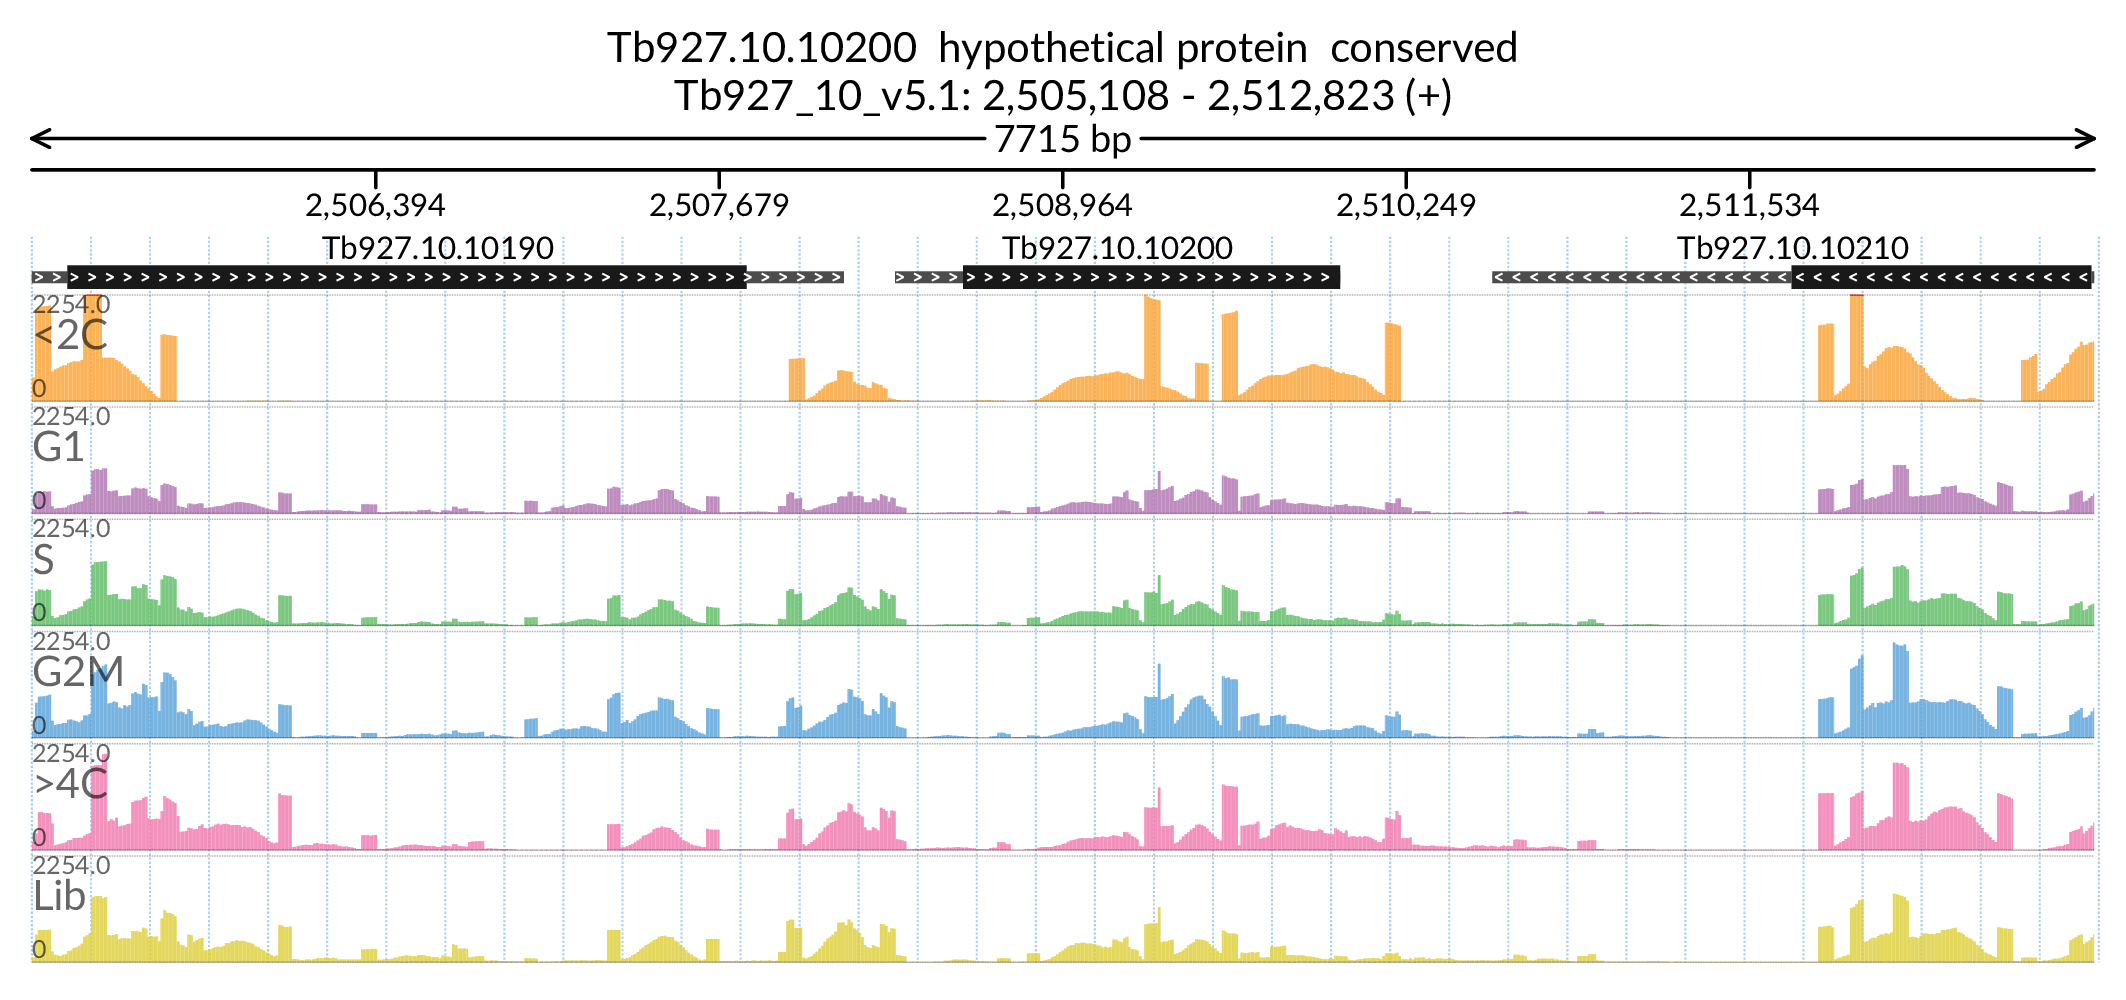 Tb927.10.10200 hypothetical protein conserved
Tb927_10_v5.1: 2,505,108 - 2,512,823 (+)
7715 bp
2,506,394 2,507,679 2,508,964 2,510,249 2,511,534
Tb927.10.10190 Tb927.10.10200 Tb927.10.10210
2254.0
<2C
0
2254.0
G1
0
2254.0
S
0
2254.0
G2M
0
2254.0
>4C
0
2254.0
Lib
0